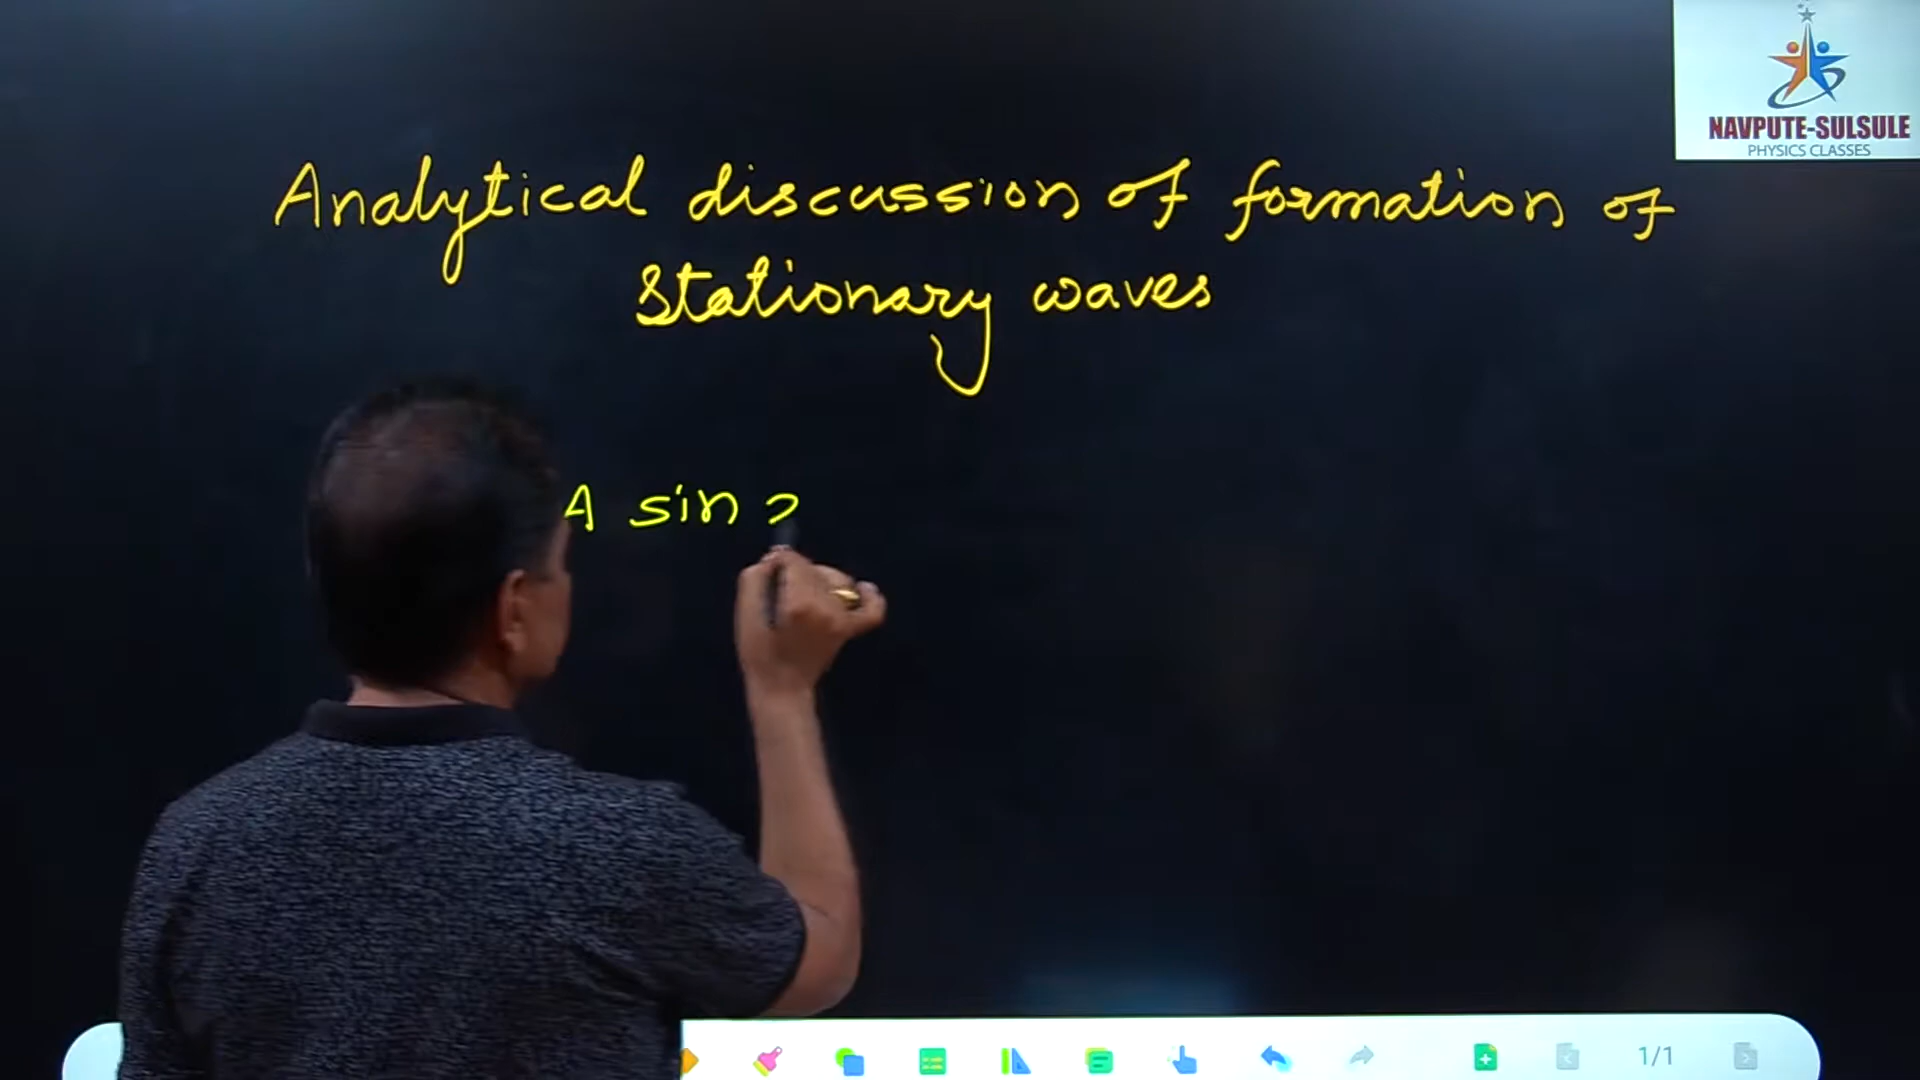 NAVPUTE-SULSULE
PHYSICS CLASSES
Analytical discussion of formation of
Stationary waves
A sin 2
1/1